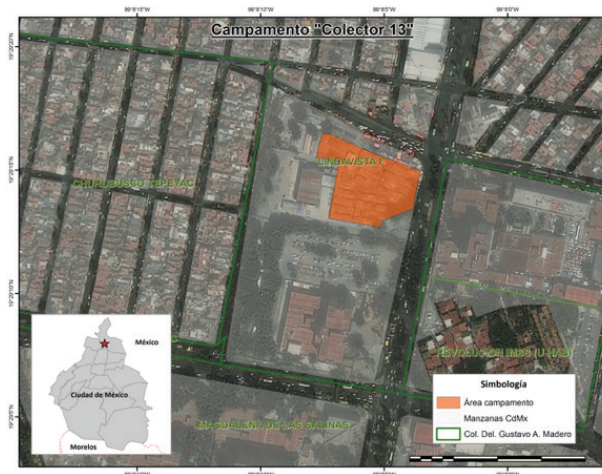 Campamento "Colector 13"
LINDAVISTA I
CHURUBUSCO TEPEYAC
REVOLUCION IMSS (U HAB)
MAGDALENA DE LAS SALINAS
México
Ciudad de México
Morelos
Simbología
Área campamento
Manzanas CdMx
Col. Del. Gustavo A. Madero